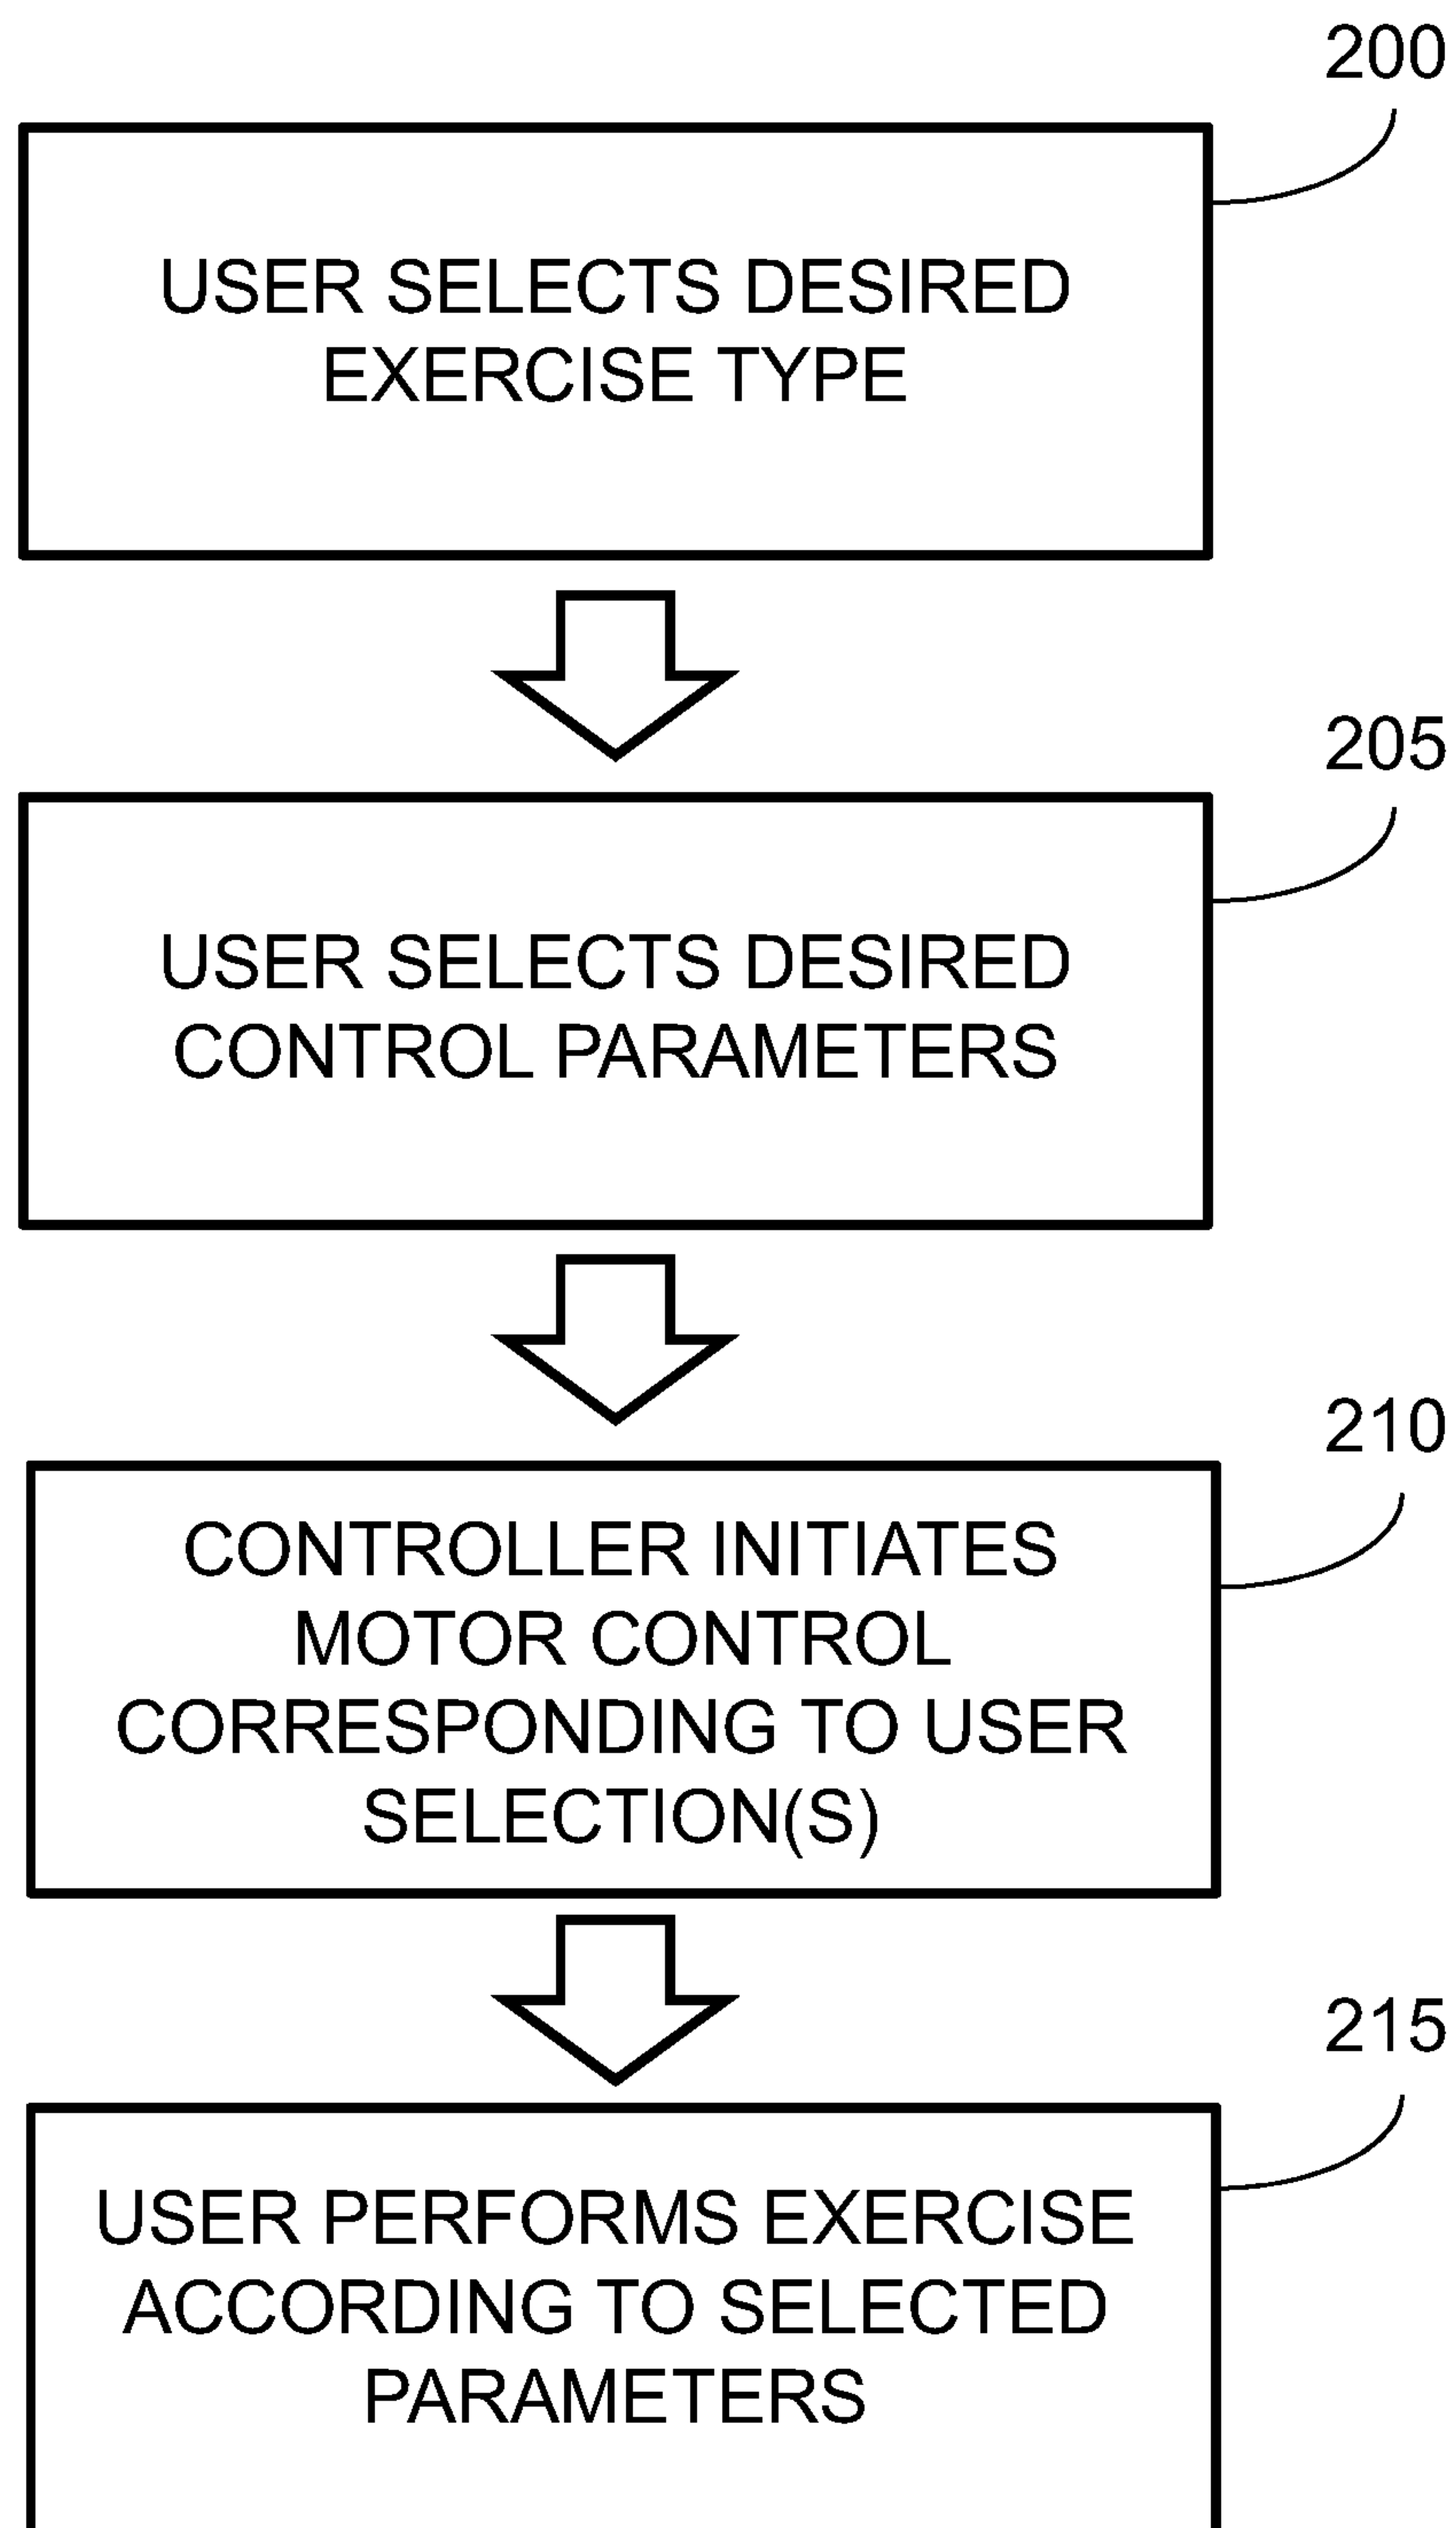 200
USER SELECTS DESIRED
EXERCISE TYPE
205
USER SELECTS DESIRED
CONTROL PARAMETERS
210
CONTROLLER INITIATES
MOTOR CONTROL
CORRESPONDING TO USER
SELECTION(S)
215
USER PERFORMS EXERCISE
ACCORDING TO SELECTED
PARAMETERS